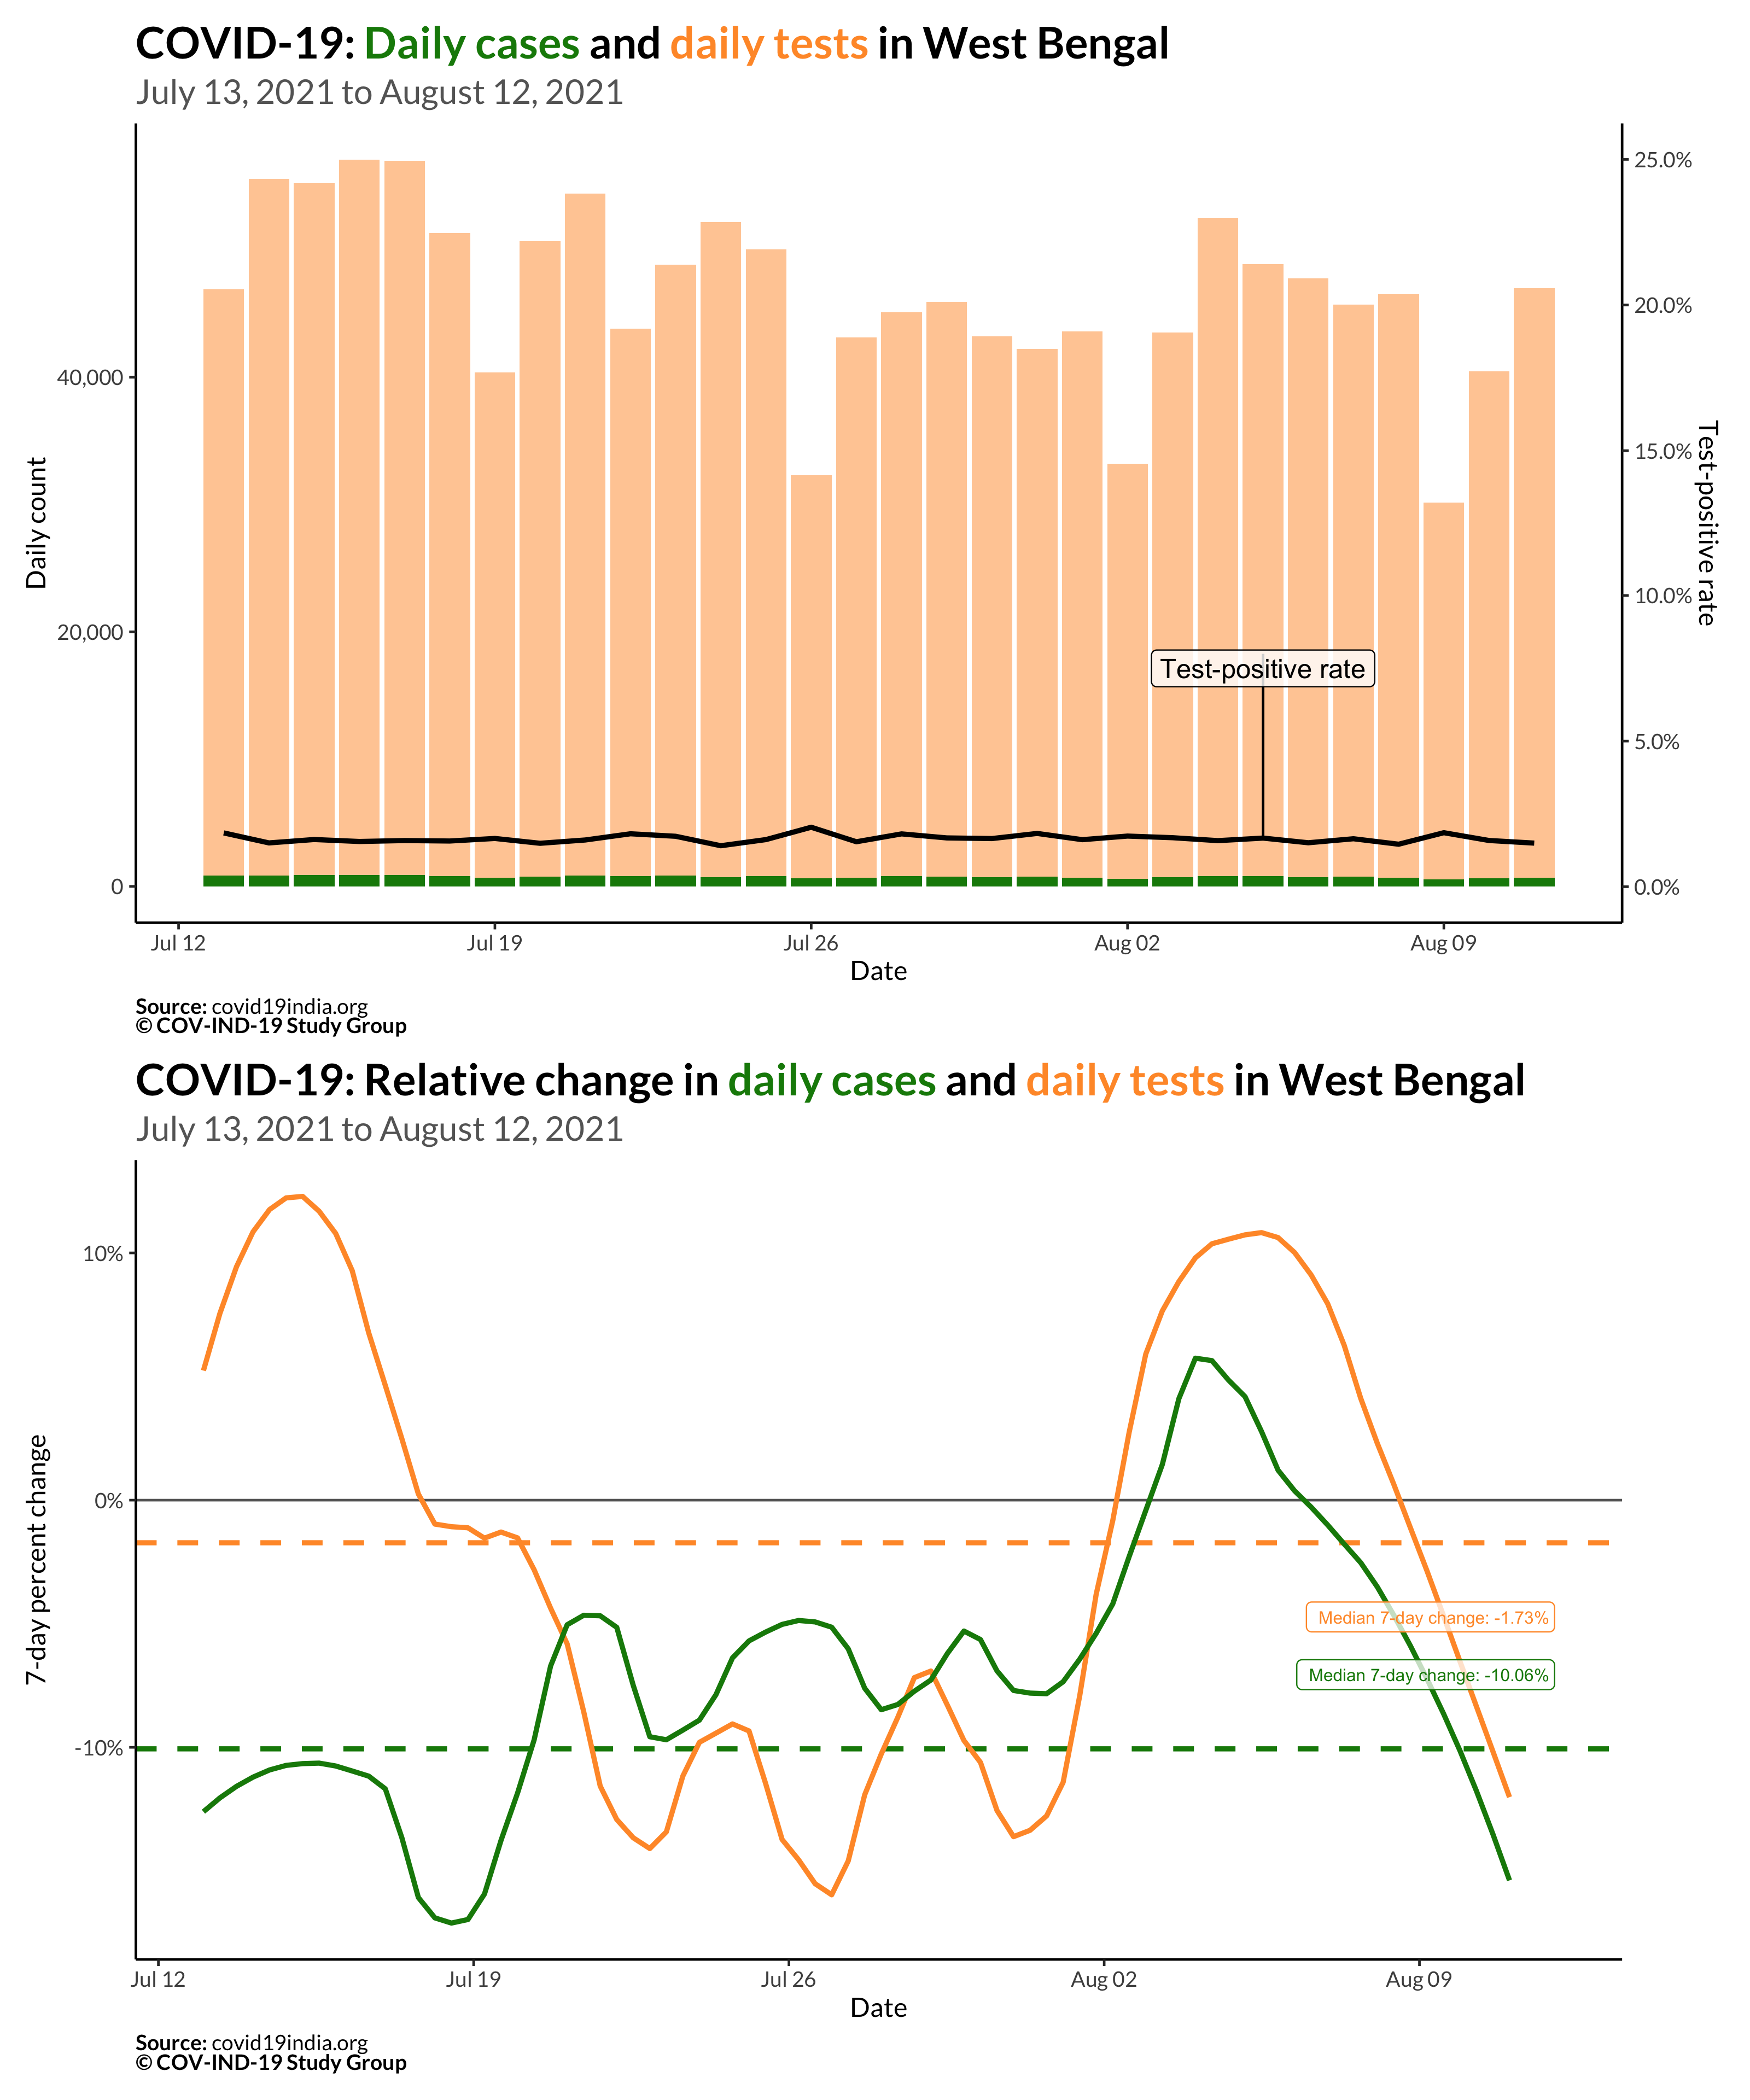 COVID-19: Daily cases and daily tests in West Bengal
July 13, 2021 to August 12, 2021
Daily count
40,000
20,000
0
25.0%
20.0%
15.0%
10.0%
5.0%
0.0%
Test-positive rate
Test-positive rate
Jul 12
Jul 19
Jul 26
Aug 02
Aug 09
Date
Source: covid19india.org
© COV-IND-19 Study Group
COVID-19: Relative change in daily cases and daily tests in West Bengal
July 13, 2021 to August 12, 2021
7-day percent change
10%
0%
-10%
Median 7-day change: -1.73%
Median 7-day change: -10.06%
Jul 12
Jul 19
Jul 26
Aug 02
Aug 09
Date
Source: covid19india.org
© COV-IND-19 Study Group